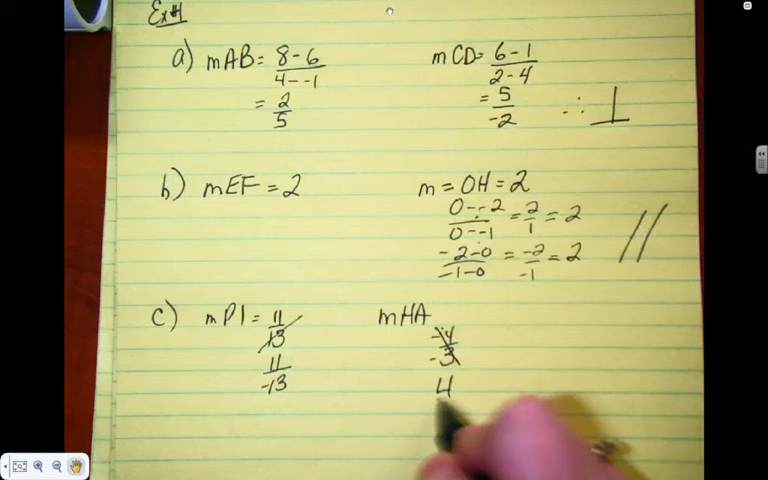 Ex#1
a) mAB = 8-6 / 4--1
= 2/5
mCD = 6-1 / 2-4
= 5/-2 ∴ ⊥
b) mEF = 2
m = OH = 2
0--2 / 0--1 = 2/1 = 2
-2-0 / -1-0 = -2/-1 = 2 //
c) mPI = 11/13
11/-13
mHA
-4/-3
4